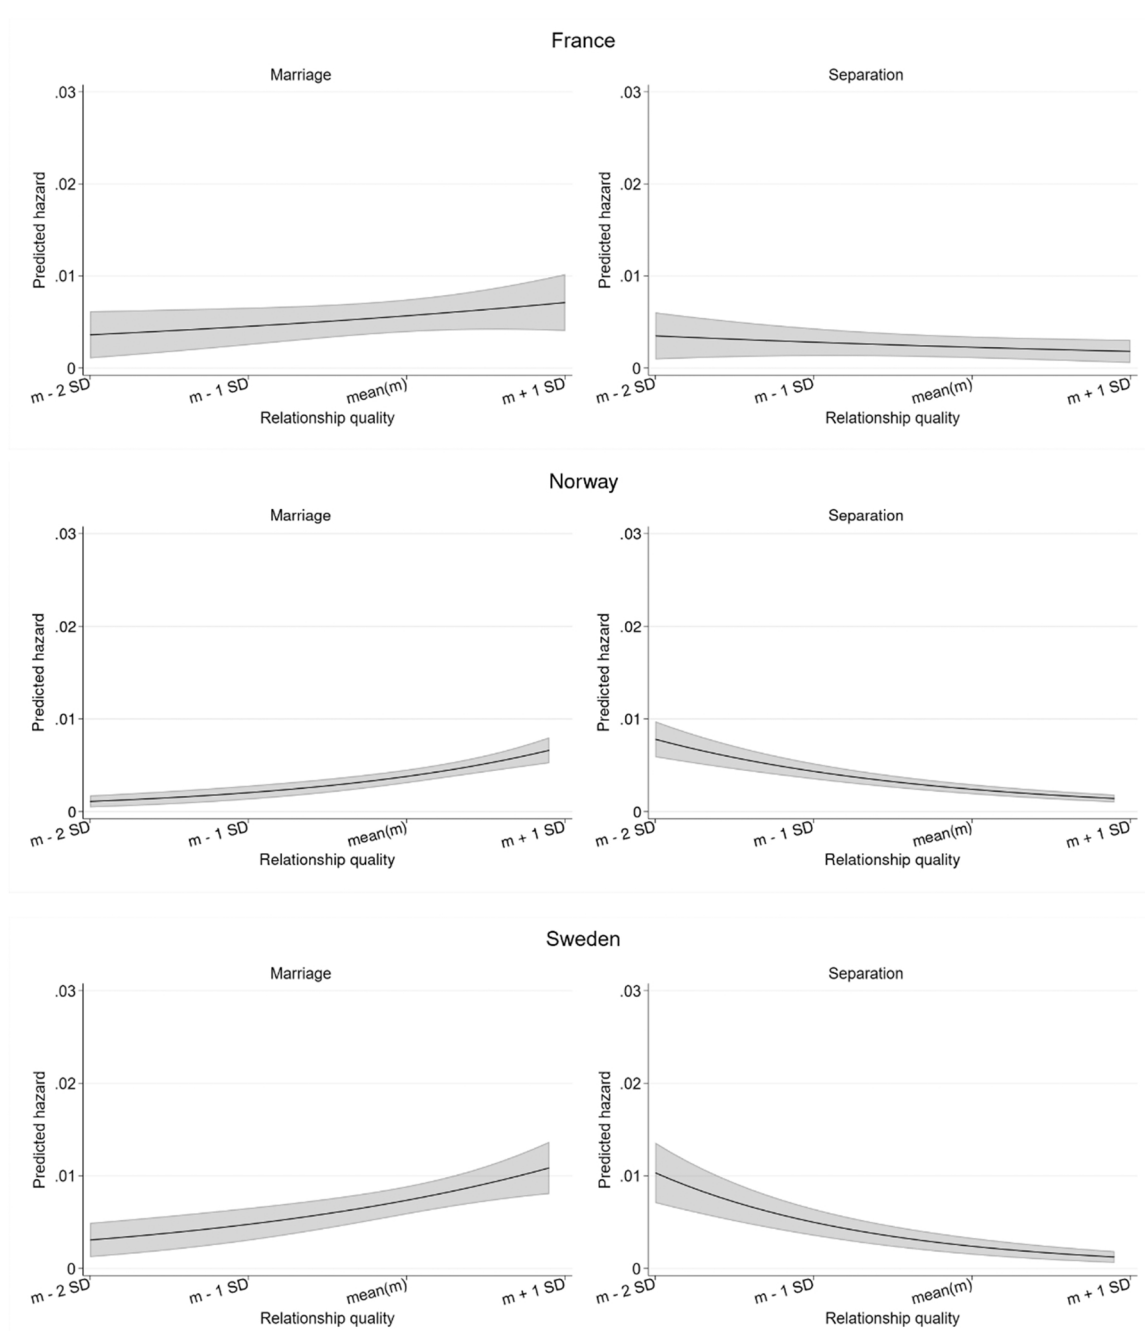 France
Marriage
Separation
.03
.02
.01
0
Predicted hazard
m - 2 SD
m - 1 SD
mean(m)
m + 1 SD
Relationship quality
.03
.02
.01
0
Predicted hazard
m - 2 SD
m - 1 SD
mean(m)
m + 1 SD
Relationship quality
Norway
Marriage
Separation
.03
.02
.01
0
Predicted hazard
m - 2 SD
m - 1 SD
mean(m)
m + 1 SD
Relationship quality
.03
.02
.01
0
Predicted hazard
m - 2 SD
m - 1 SD
mean(m)
m + 1 SD
Relationship quality
Sweden
Marriage
Separation
.03
.02
.01
0
Predicted hazard
m - 2 SD
m - 1 SD
mean(m)
m + 1 SD
Relationship quality
.03
.02
.01
0
Predicted hazard
m - 2 SD
m - 1 SD
mean(m)
m + 1 SD
Relationship quality